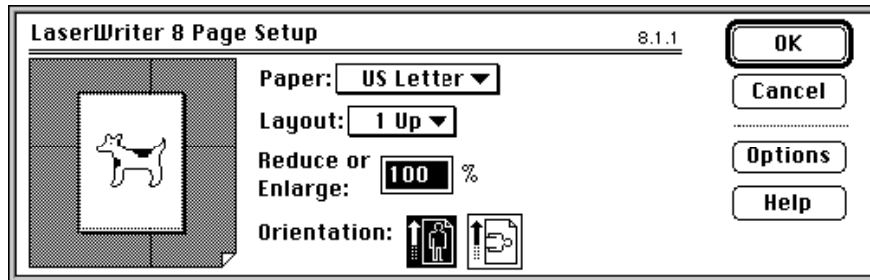 LaserWriter 8 Page Setup 8.1.1
OK
Paper: US Letter
Cancel
Layout: 1 Up
Reduce or
Enlarge: 100 %
Options
Help
Orientation: